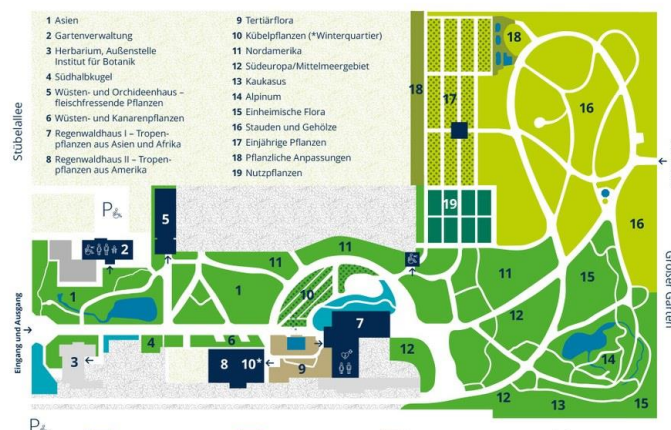 1 Asien
2 Gartenverwaltung
3 Herbarium, Außenstelle
Institut für Botanik
4 Südhalbkugel
5 Wüsten- und Orchideenhaus –
fleischfressende Pflanzen
6 Wüsten- und Kanarenpflanzen
7 Regenwaldhaus I – Tropen-
pflanzen aus Asien und Afrika
8 Regenwaldhaus II – Tropen-
pflanzen aus Amerika
9 Tertiärflora
10 Kübelpflanzen (*Winterquartier)
11 Nordamerika
12 Südeuropa/Mittelmeergebiet
13 Kaukasus
14 Alpinum
15 Einheimische Flora
16 Stauden und Gehölze
17 Einjährige Pflanzen
18 Pflanzliche Anpassungen
19 Nutzpflanzen
Stübelallee
18
18
17
16
16
19
P
5
2
11
11
11
15
1
1
10
12
Großer Garten
Eingang und Ausgang
7
4
6
3
8
10*
9
12
14
12
13
15
P